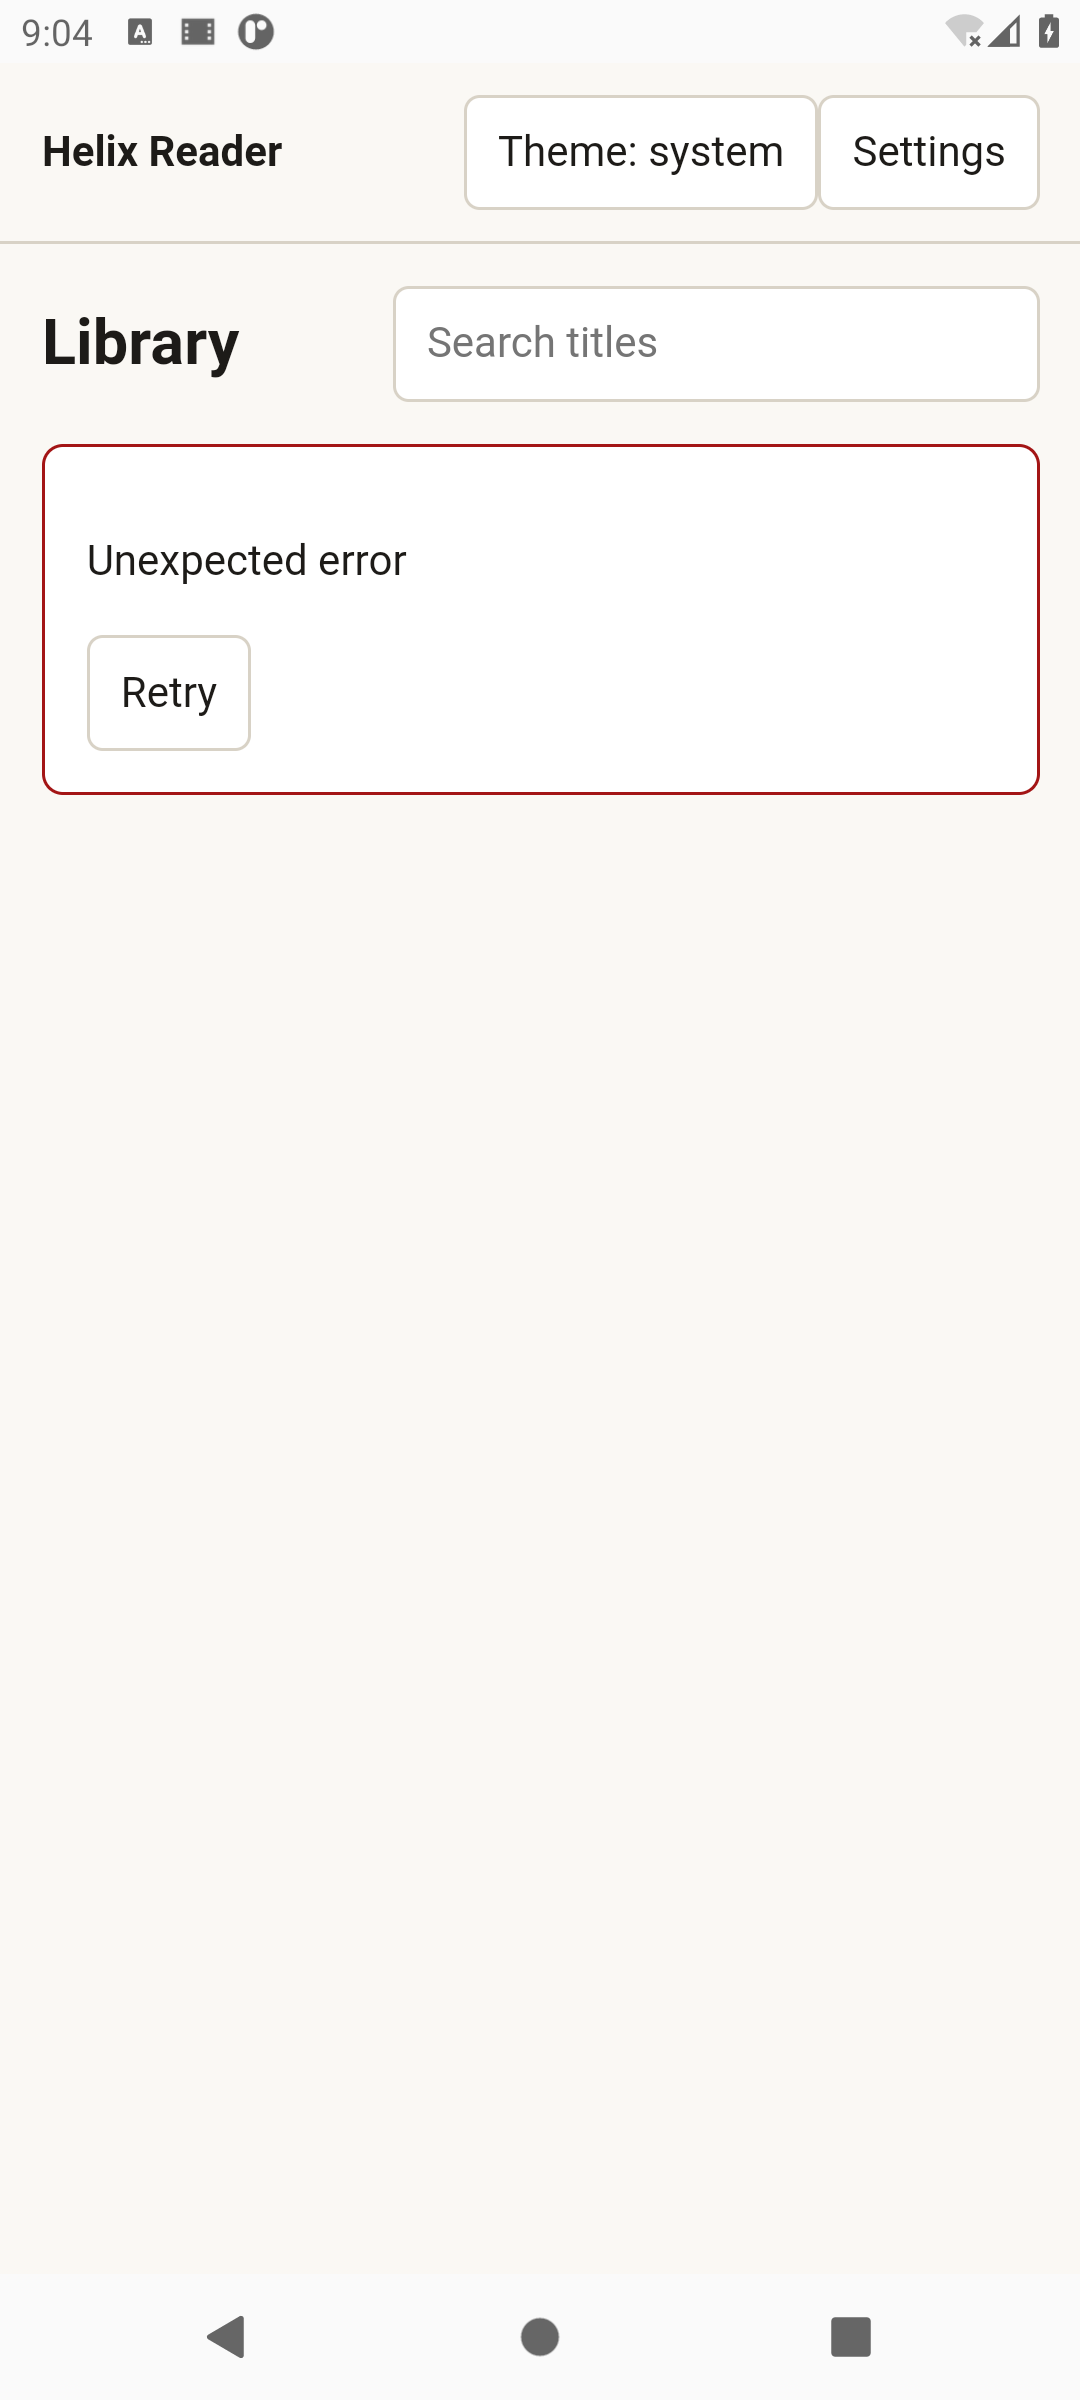 9:04
Helix Reader
Theme: system
Settings
Library
Search titles
Unexpected error
Retry